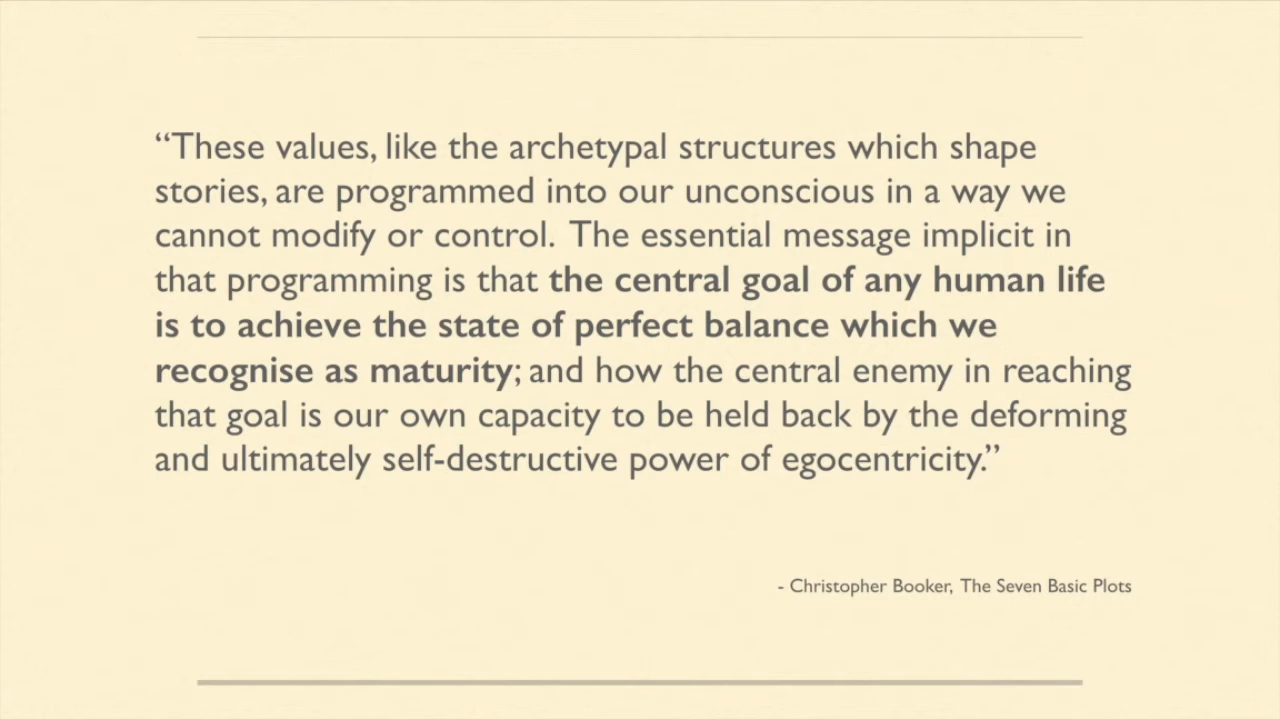 “These values, like the archetypal structures which shape
stories, are programmed into our unconscious in a way we
cannot modify or control. The essential message implicit in
that programming is that the central goal of any human life
is to achieve the state of perfect balance which we
recognise as maturity; and how the central enemy in reaching
that goal is our own capacity to be held back by the deforming
and ultimately self-destructive power of egocentricity.”
- Christopher Booker, The Seven Basic Plots